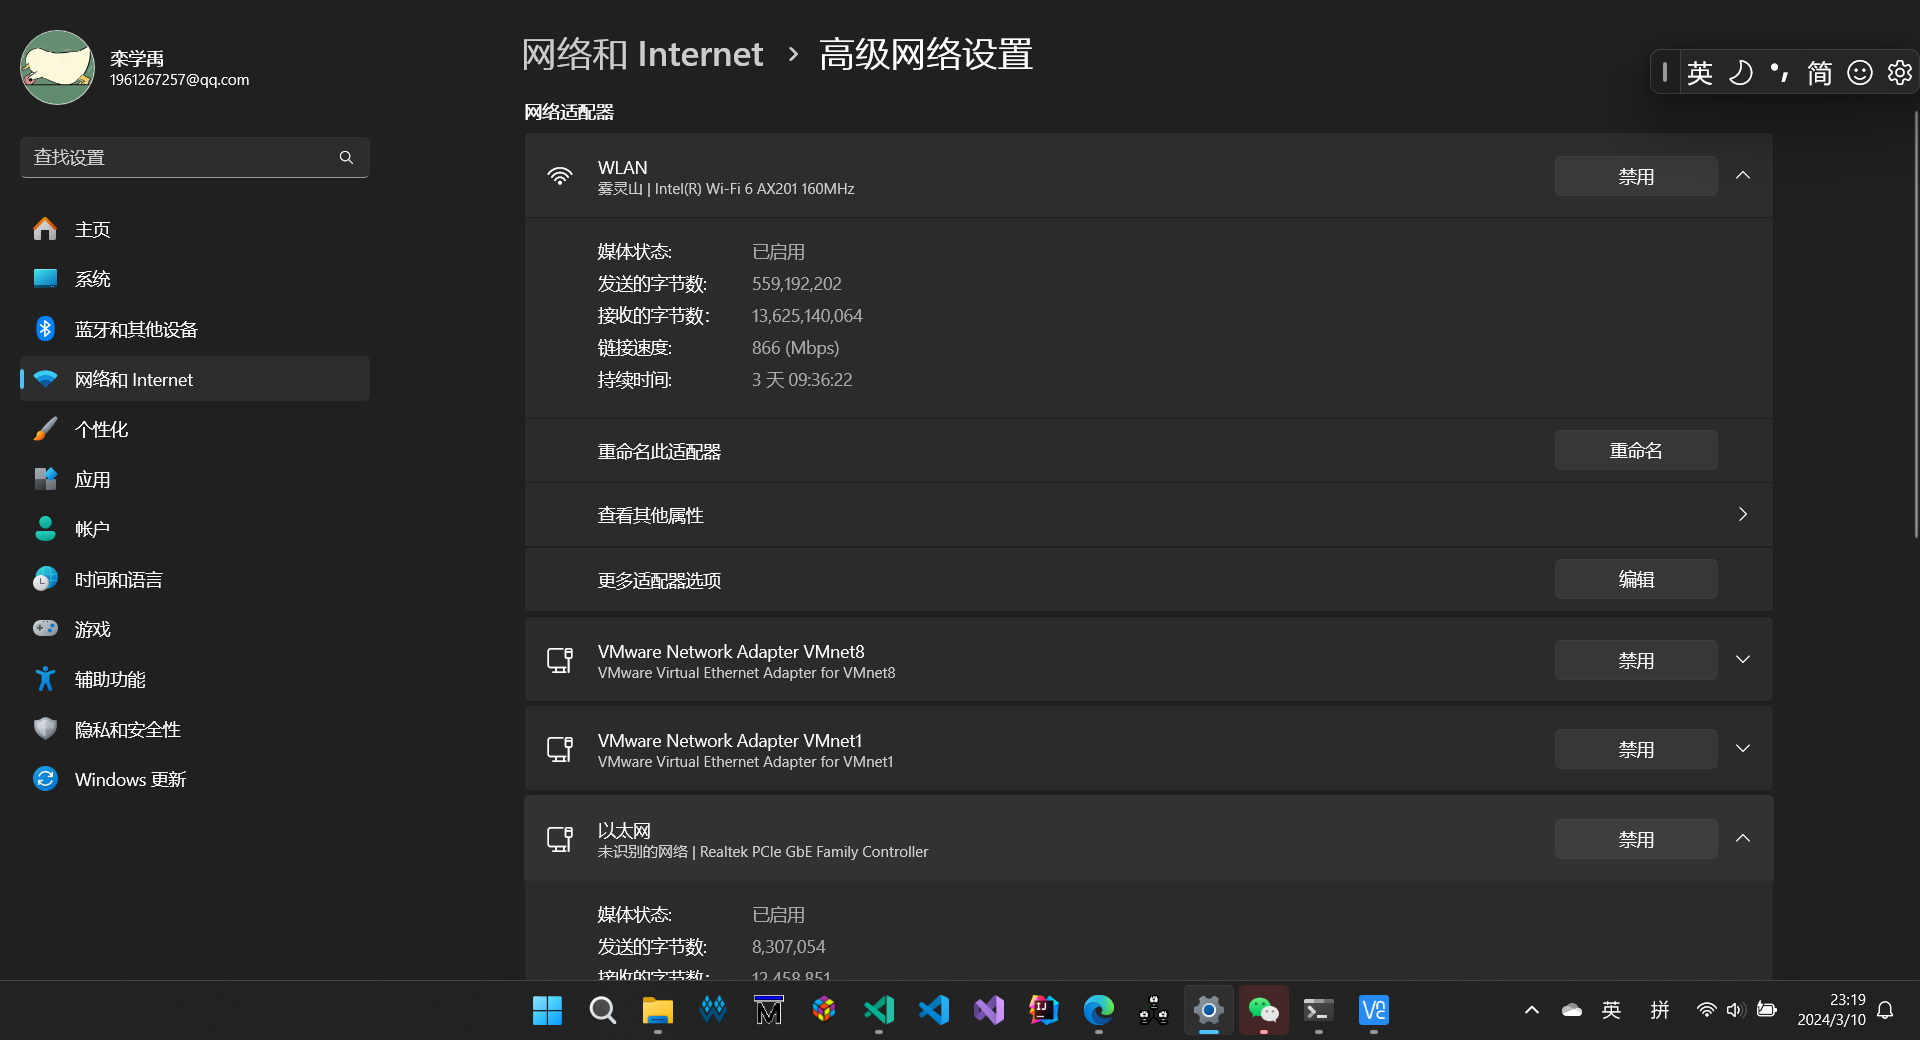 栾学禹
1961267257@qq.com
查找设置
主页
系统
蓝牙和其他设备
网络和 Internet
个性化
应用
帐户
时间和语言
游戏
辅助功能
隐私和安全性
Windows 更新
网络和 Internet › 高级网络设置
英 简
网络适配器
WLAN
雾灵山 | Intel(R) Wi-Fi 6 AX201 160MHz
禁用
媒体状态: 已启用
发送的字节数: 559,192,202
接收的字节数: 13,625,140,064
链接速度: 866 (Mbps)
持续时间: 3 天 09:36:22
重命名此适配器
重命名
查看其他属性
更多适配器选项
编辑
VMware Network Adapter VMnet8
VMware Virtual Ethernet Adapter for VMnet8
禁用
VMware Network Adapter VMnet1
VMware Virtual Ethernet Adapter for VMnet1
禁用
以太网
未识别的网络 | Realtek PCIe GbE Family Controller
禁用
媒体状态: 已启用
发送的字节数: 8,307,054
接收的字节数: 12,458,851
英 拼
23:19
2024/3/10